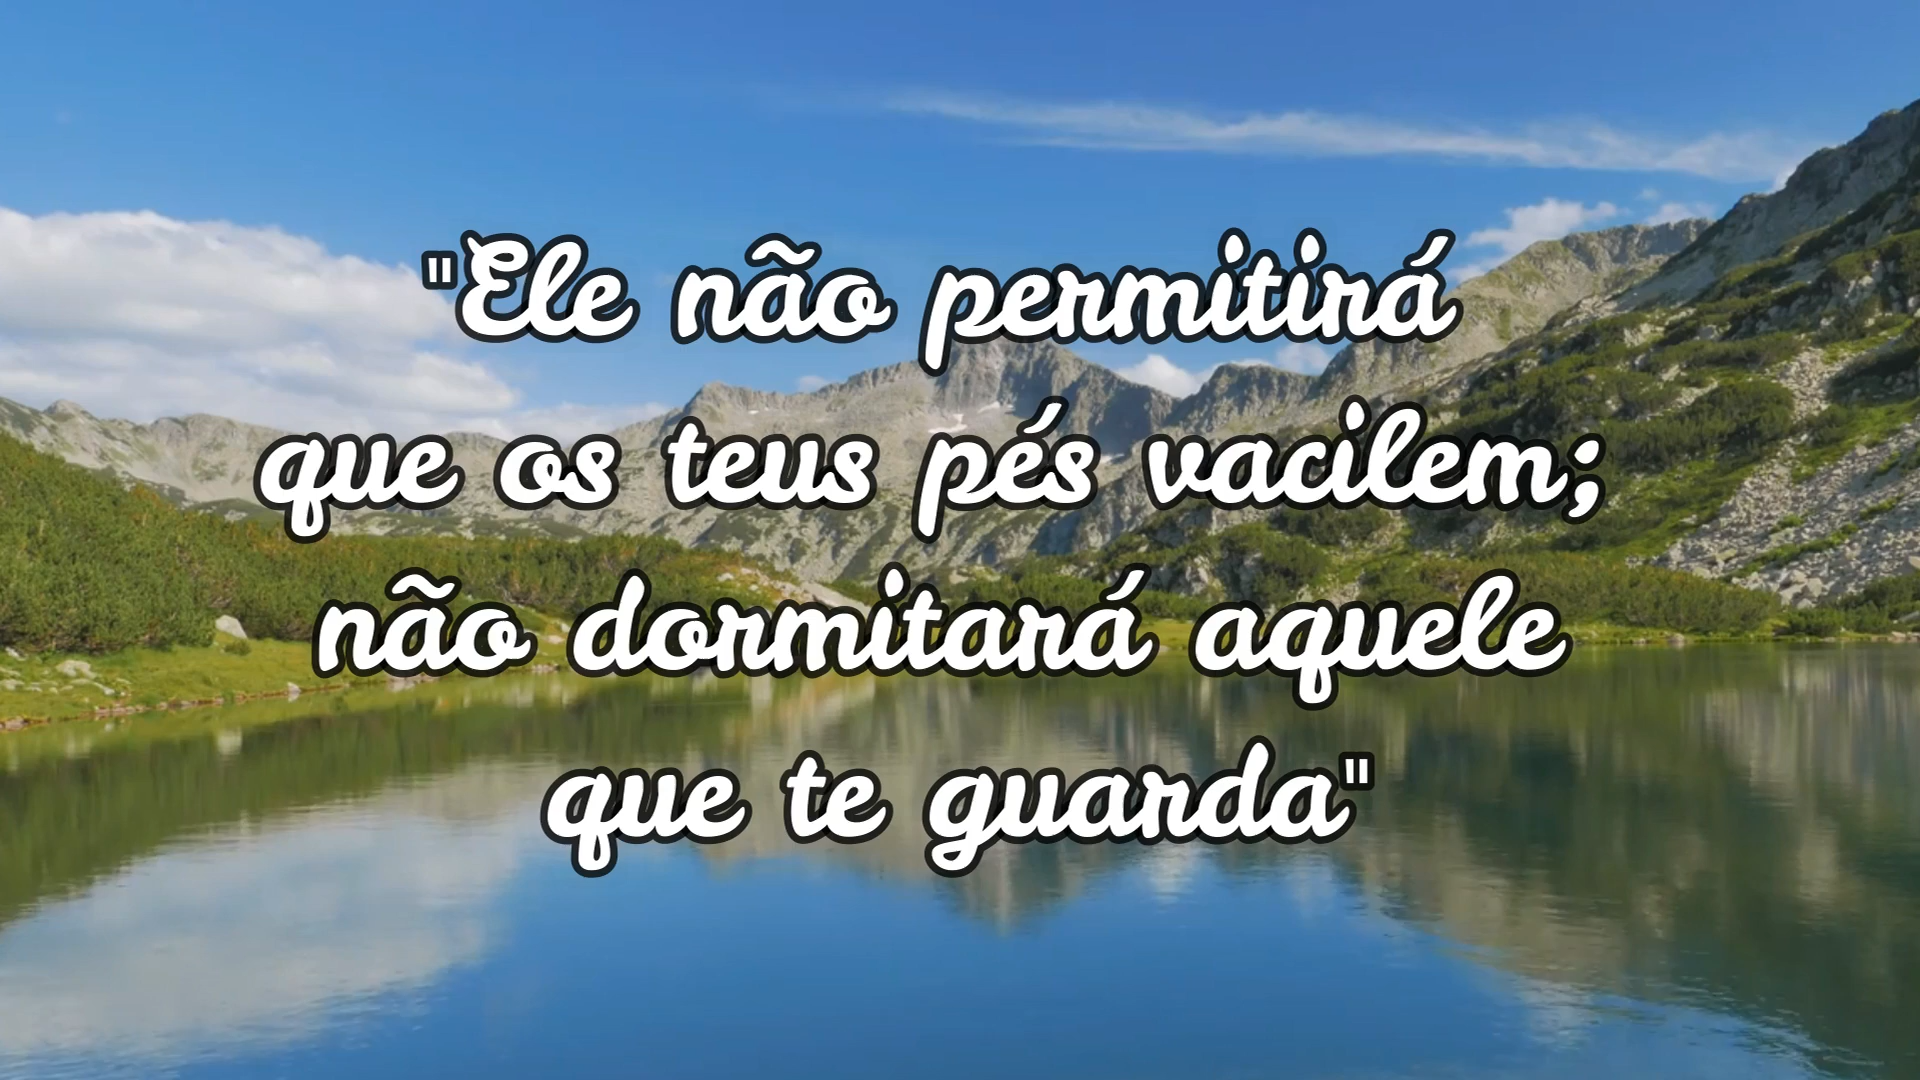 "Ele não permitirá
que os teus pés vacilem;
não dormitará aquele
que te guarda"